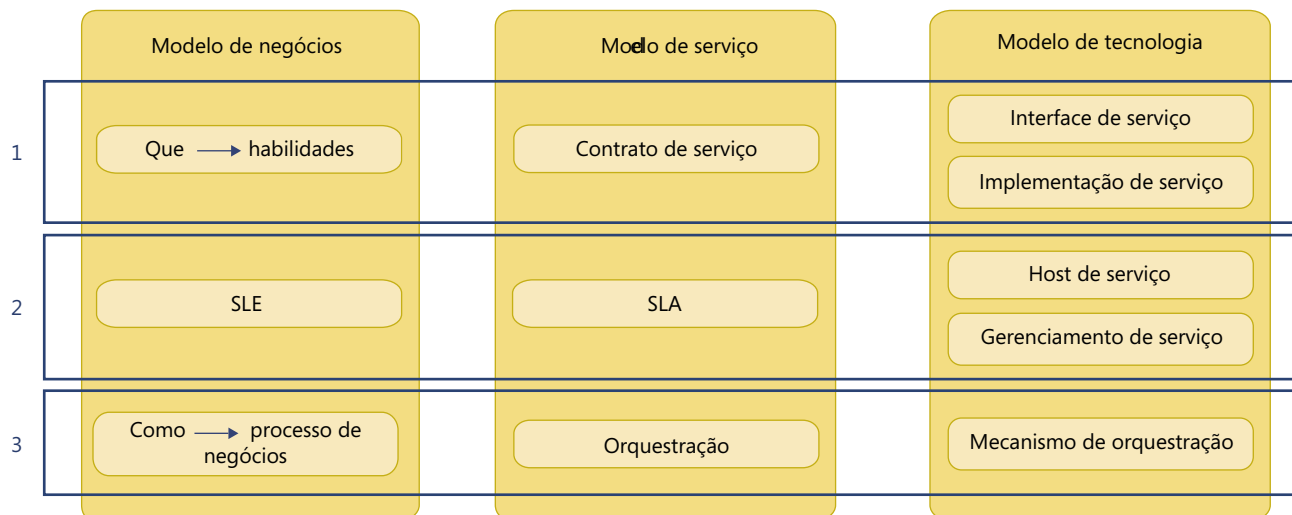 Modelo de negócios
Modelo de serviço
Modelo de tecnologia
1
Que → habilidades
Contrato de serviço
Interface de serviço
Implementação de serviço
2
SLE
SLA
Host de serviço
Gerenciamento de serviço
3
Como → processo de
negócios
Orquestração
Mecanismo de orquestração